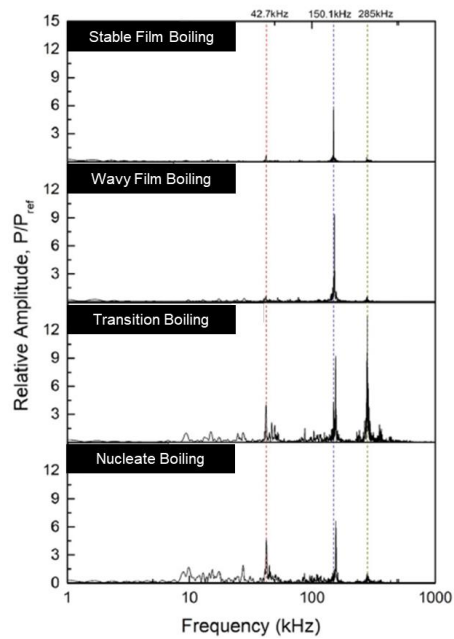 42.7kHz 150.1kHz 285kHz
15
Stable Film Boiling
12
9
6
3
Wavy Film Boiling
12
9
6
3
Relative Amplitude, P/Pref
Transition Boiling
12
9
6
3
Nucleate Boiling
12
9
6
3
0
1 10 100 1000
Frequency (kHz)